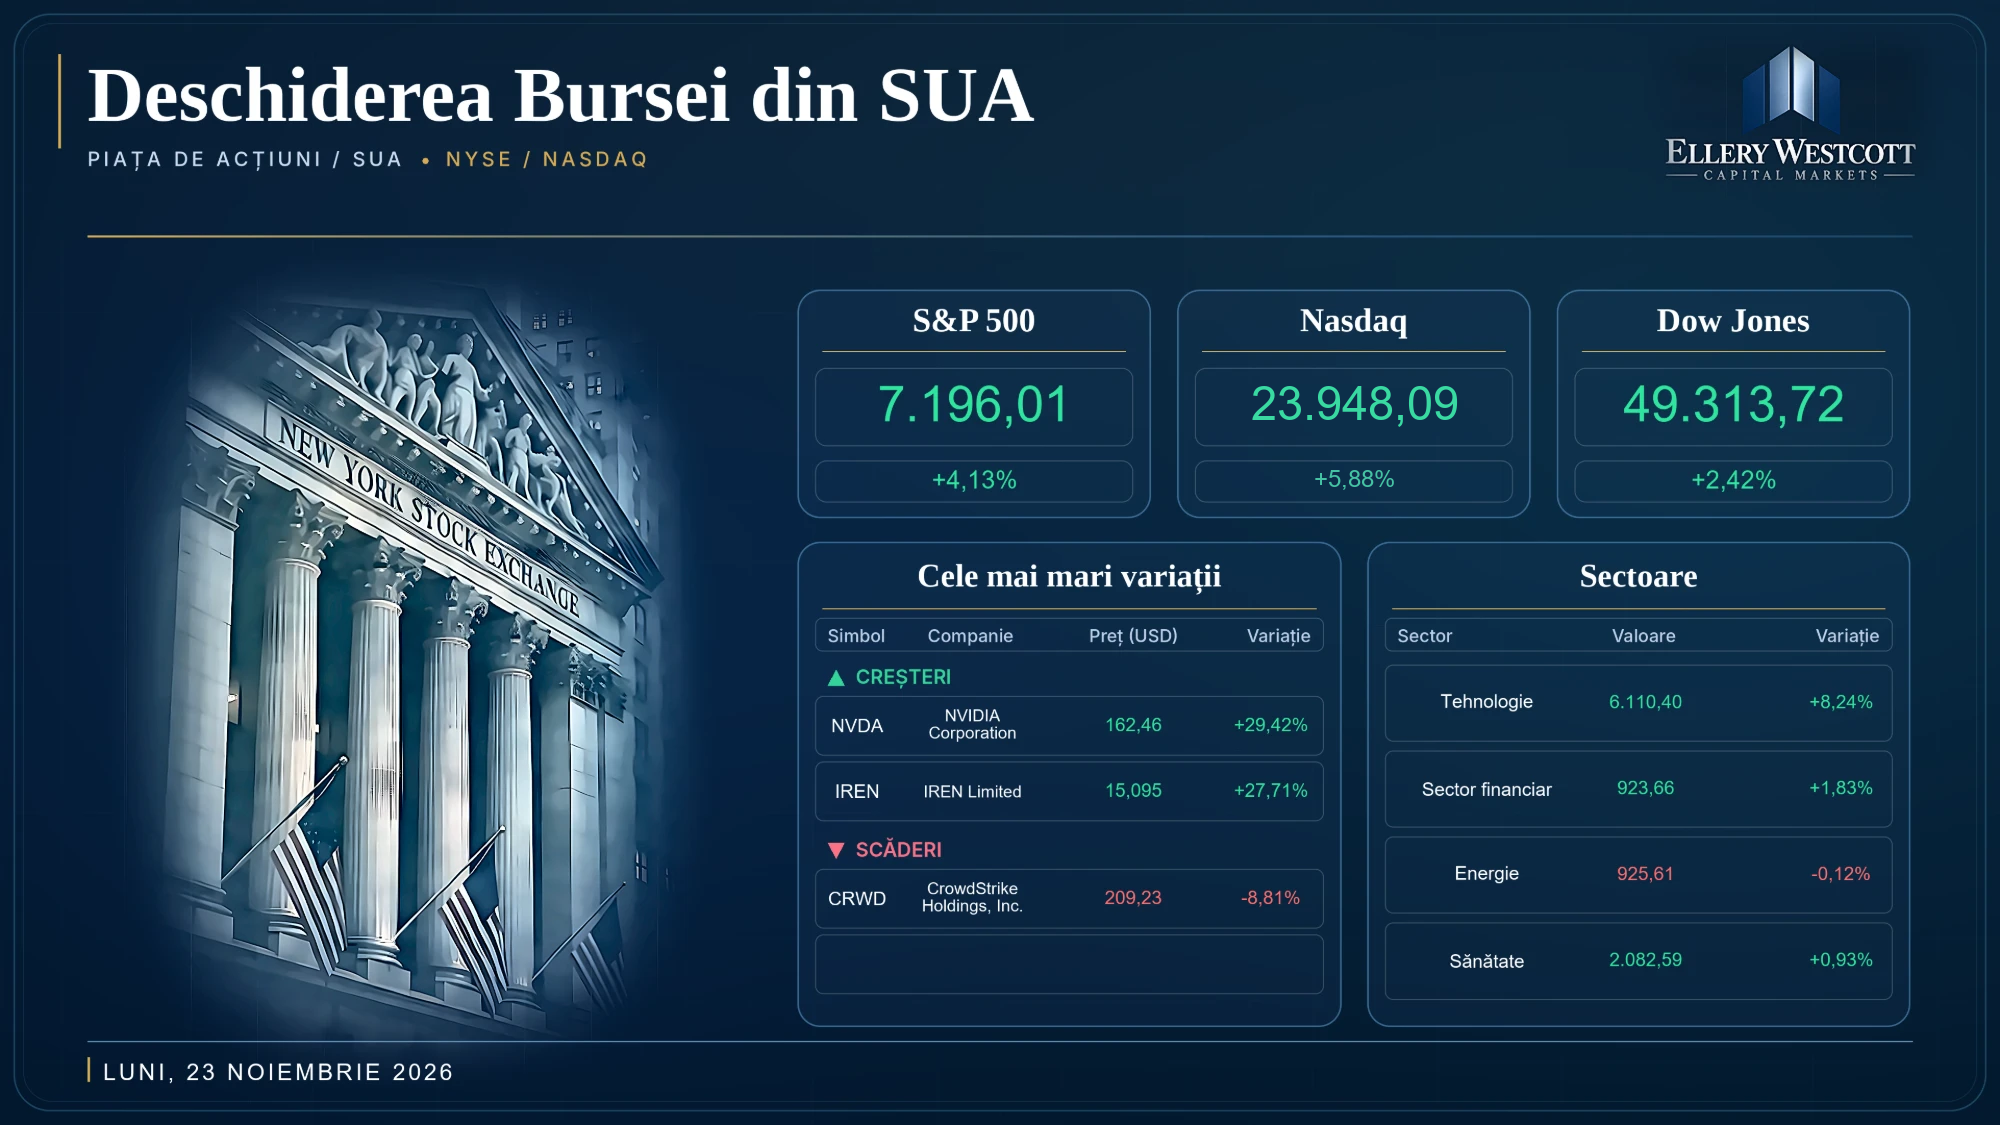 Deschiderea Bursei din SUA
PIAȚA DE ACȚIUNI / SUA • NYSE / NASDAQ
ELLERY WESTCOTT
CAPITAL MARKETS
NEW YORK STOCK EXCHANGE
S&P 500
7.196,01
+4,13%
Nasdaq
23.948,09
+5,88%
Dow Jones
49.313,72
+2,42%
Cele mai mari variații
Simbol Companie Preț (USD) Variație
▲ CREȘTERI
NVDA NVIDIA Corporation 162,46 +29,42%
IREN IREN Limited 15,095 +27,71%
▼ SCĂDERI
CRWD CrowdStrike Holdings, Inc. 209,23 -8,81%
Sectoare
Sector Valoare Variație
Tehnologie 6.110,40 +8,24%
Sector financiar 923,66 +1,83%
Energie 925,61 -0,12%
Sănătate 2.082,59 +0,93%
LUNI, 23 NOIEMBRIE 2026